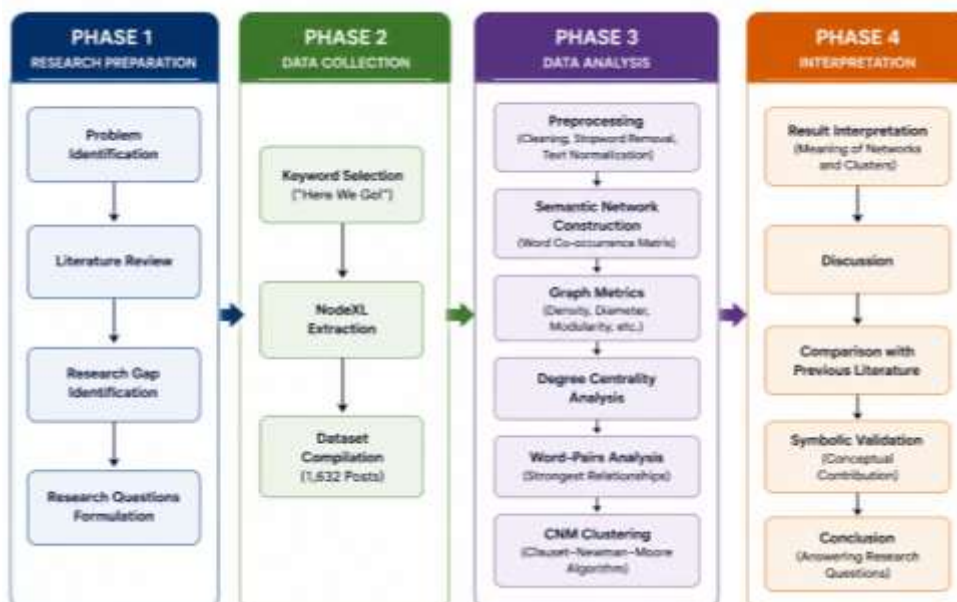 PHASE 1
RESEARCH PREPARATION
Problem
Identification
Literature Review
Research Gap
Identification
Research Questions
Formulation
PHASE 2
DATA COLLECTION
Keyword Selection
("Here We Go!")
NodeXL
Extraction
Dataset
Compilation
(1,632 Posts)
PHASE 3
DATA ANALYSIS
Preprocessing
(Cleaning, Stopword Removal,
Text Normalization)
Semantic Network
Construction
(Word Co-occurrence Matrix)
Graph Metrics
(Density, Diameter,
Modularity, etc.)
Degree Centrality
Analysis
Word-Pairs Analysis
(Strongest Relationships)
CNM Clustering
(Clauset–Newman–Moore
Algorithm)
PHASE 4
INTERPRETATION
Result Interpretation
(Meaning of Networks
and Clusters)
Discussion
Comparison with
Previous Literature
Symbolic Validation
(Conceptual
Contribution)
Conclusion
(Answering Research
Questions)